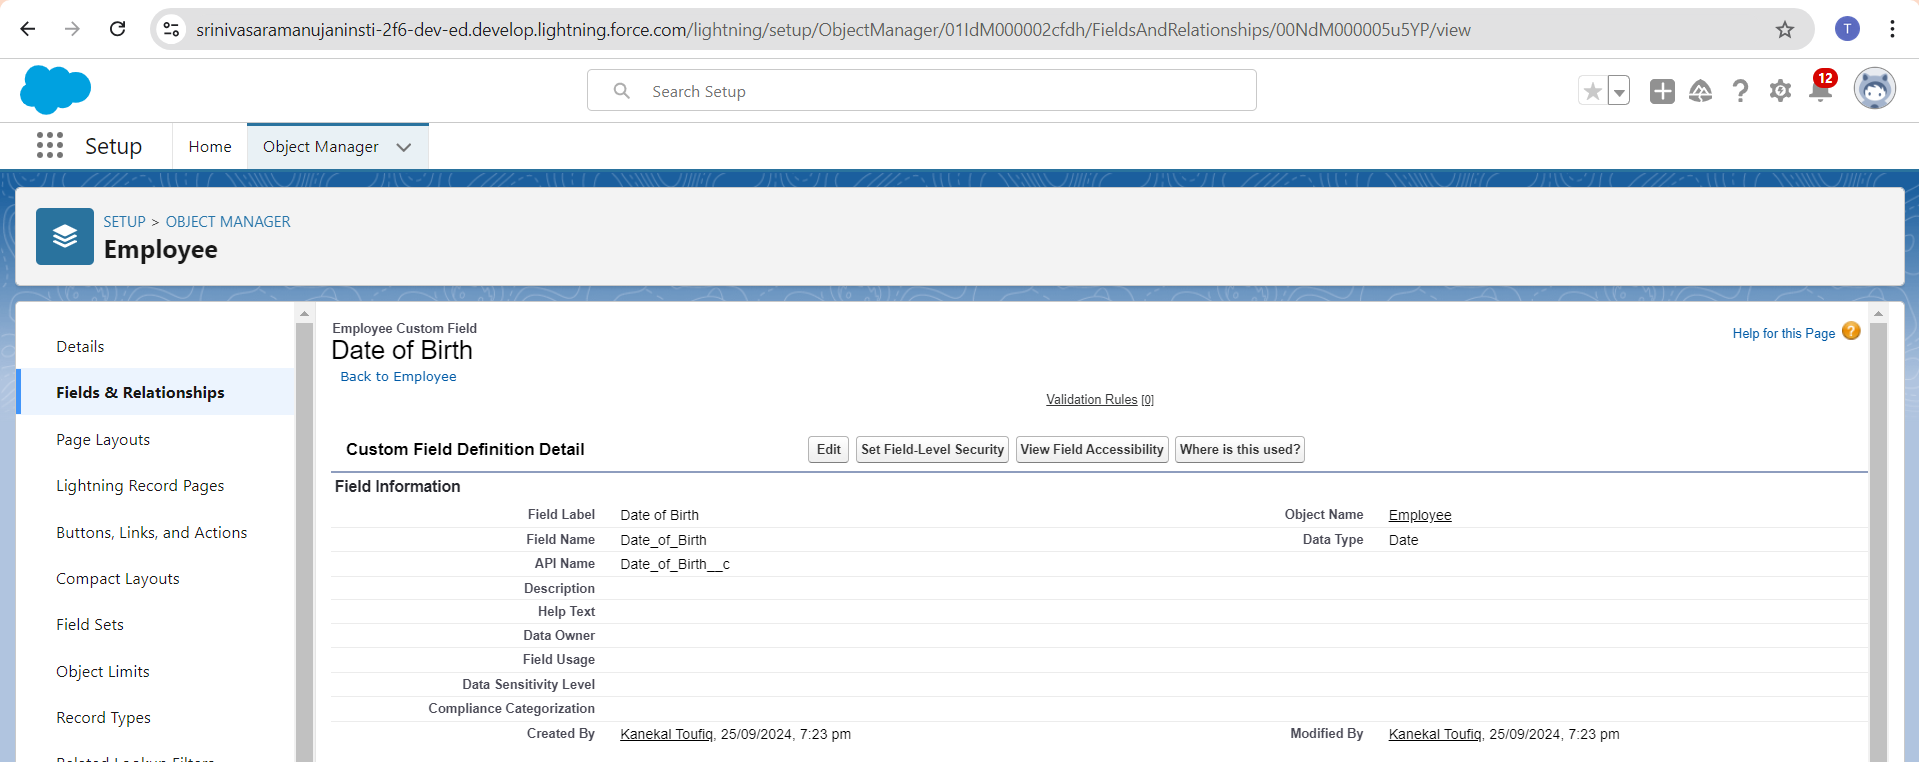 srinivasaramanujaninsti-2f6-dev-ed.develop.lightning.force.com/lightning/setup/ObjectManager/01IdM000002cfdh/FieldsAndRelationships/00NdM000005u5YP/view
T
Search Setup
12
Setup
Home
Object Manager
SETUP > OBJECT MANAGER
Employee
Details
Fields & Relationships
Page Layouts
Lightning Record Pages
Buttons, Links, and Actions
Compact Layouts
Field Sets
Object Limits
Record Types
Related Lookup Filters
Employee Custom Field
Date of Birth
Help for this Page
Back to Employee
Validation Rules [0]
Custom Field Definition Detail
Edit
Set Field-Level Security
View Field Accessibility
Where is this used?
Field Information
Field Label Date of Birth Object Name Employee
Field Name Date_of_Birth Data Type Date
API Name Date_of_Birth__c
Description
Help Text
Data Owner
Field Usage
Data Sensitivity Level
Compliance Categorization
Created By Kanekal Toufiq, 25/09/2024, 7:23 pm Modified By Kanekal Toufiq, 25/09/2024, 7:23 pm